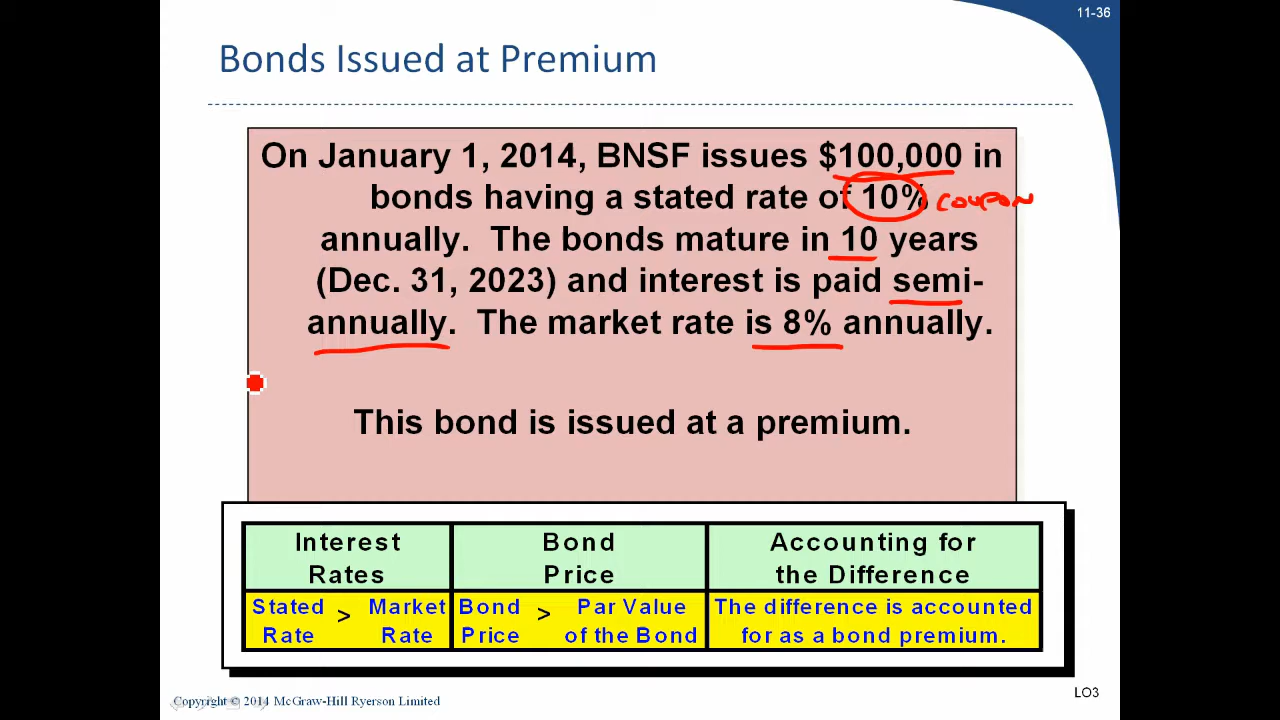 11-36
Bonds Issued at Premium
On January 1, 2014, BNSF issues $100,000 in
bonds having a stated rate of 10% coupon
annually. The bonds mature in 10 years
(Dec. 31, 2023) and interest is paid semi-
annually. The market rate is 8% annually.
This bond is issued at a premium.
Interest
Rates
Bond
Price
Accounting for
the Difference
Stated
Rate
>
Market
Rate
Bond
Price
>
Par Value
of the Bond
The difference is accounted
for as a bond premium.
Copyright © 2014 McGraw-Hill Ryerson Limited
LO3